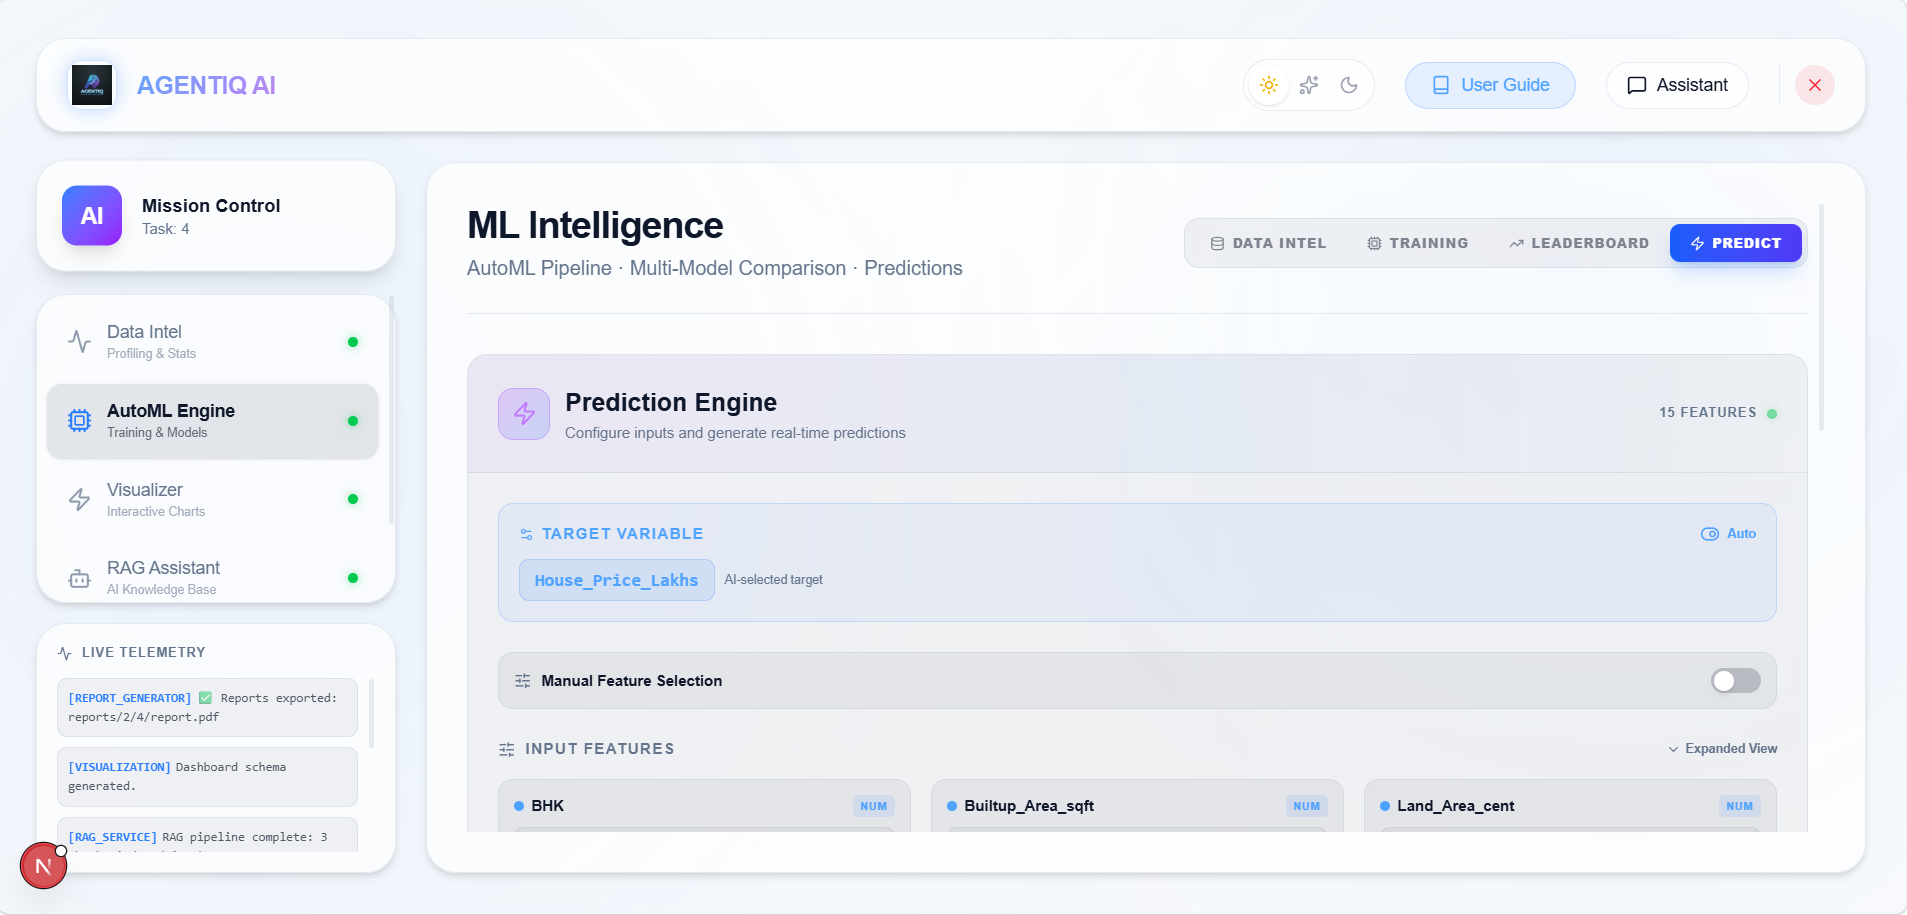 AGENTIQ
AGENTIQ AI
User Guide
Assistant
AI
Mission Control
Task: 4
Data Intel
Profiling & Stats
AutoML Engine
Training & Models
Visualizer
Interactive Charts
RAG Assistant
AI Knowledge Base
LIVE TELEMETRY
[REPORT_GENERATOR] ✅ Reports exported:
reports/2/4/report.pdf
[VISUALIZATION] Dashboard schema
generated.
[RAG_SERVICE] RAG pipeline complete: 3
N
ML Intelligence
AutoML Pipeline · Multi-Model Comparison · Predictions
DATA INTEL
TRAINING
LEADERBOARD
PREDICT
Prediction Engine
Configure inputs and generate real-time predictions
15 FEATURES
TARGET VARIABLE
Auto
House_Price_Lakhs
AI-selected target
Manual Feature Selection
INPUT FEATURES
Expanded View
BHK
NUM
Builtup_Area_sqft
NUM
Land_Area_cent
NUM